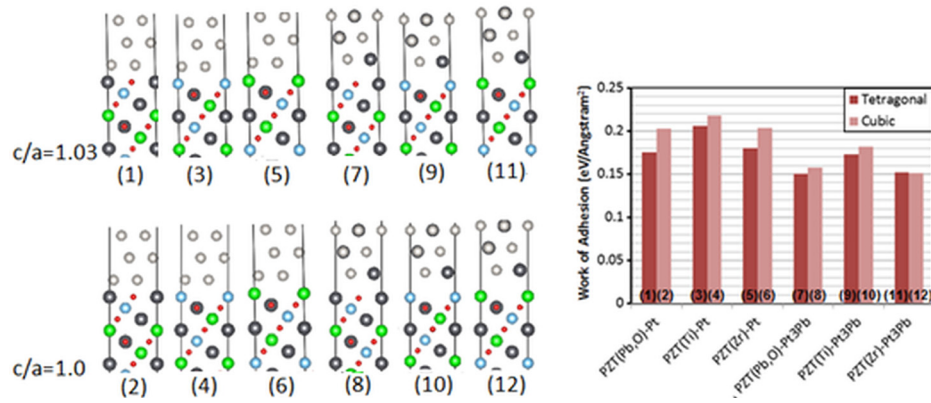 c/a=1.03
(1) (3) (5) (7) (9) (11)
c/a=1.0
(2) (4) (6) (8) (10) (12)
Work of Adhesion (eV/Angstram²)
0.25
0.2
0.15
0.1
0.05
0
Tetragonal
Cubic
(1)(2) (3)(4) (5)(6) (7)(8) (9)(10) (11)(12)
PZT(Pb,O)-Pt
PZT(Ti)-Pt
PZT(Zr)-Pt
PZT(Pb,O)-Pt3Pb
PZT(Ti)-Pt3Pb
PZT(Zr)-Pt3Pb